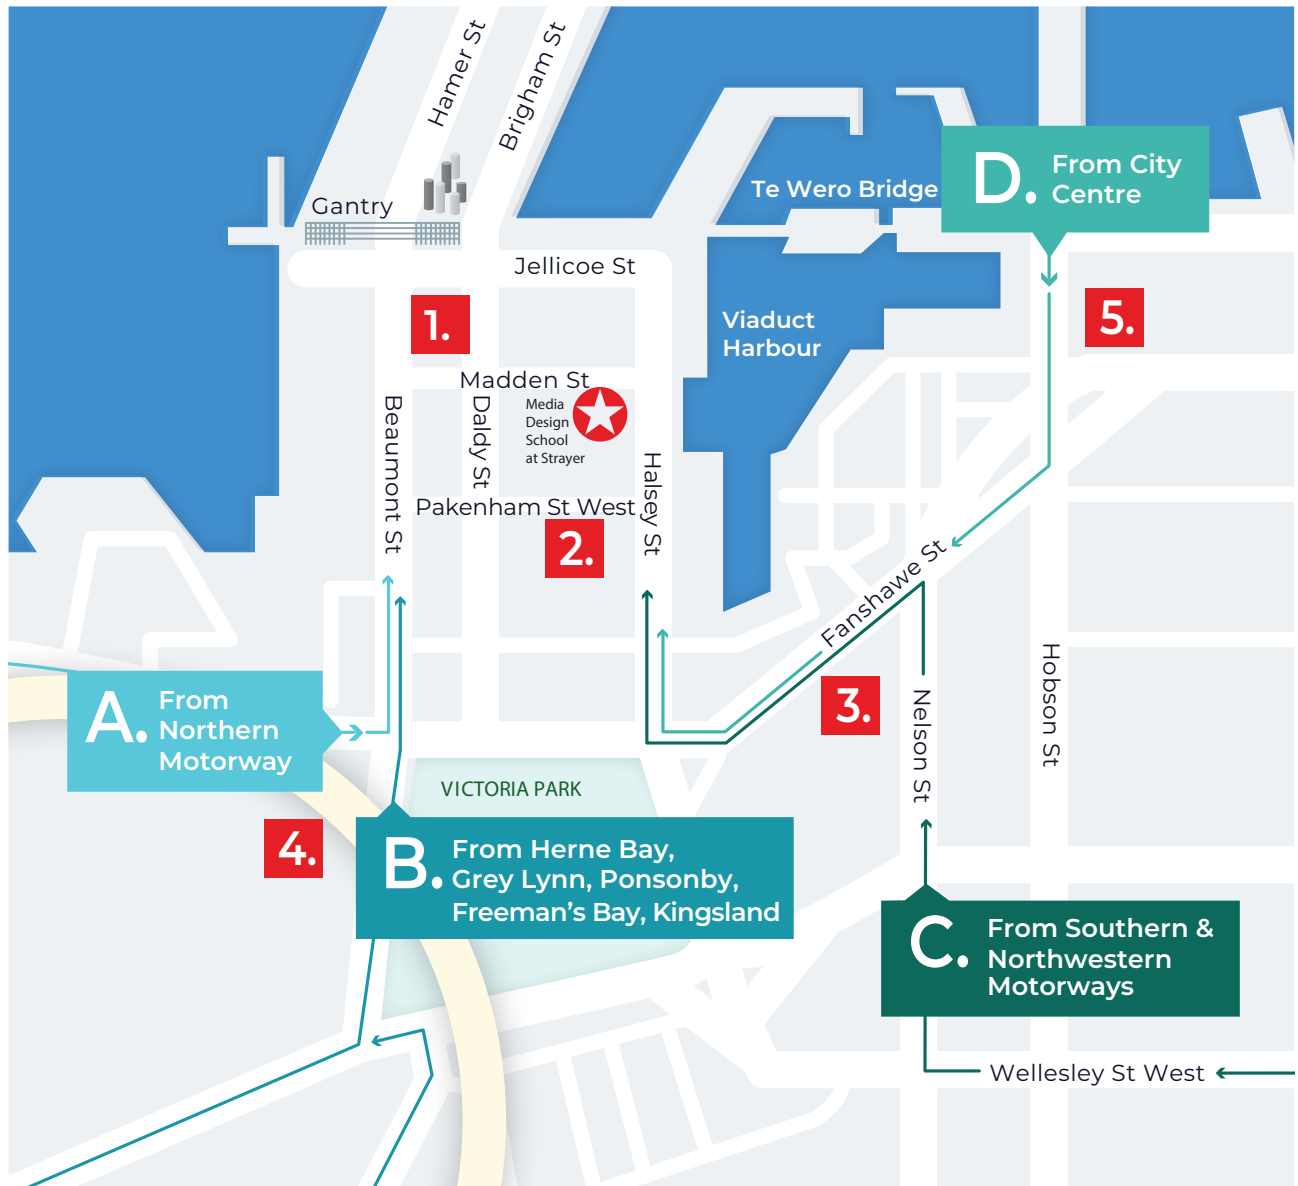 Hamer St
Brigham St
Gantry
Te Wero Bridge
D.
From City
Centre
Jellicoe St
1.
Viaduct
Harbour
5.
Madden St
Beaumont St
Daldy St
Media
Design
School
at Strayer
Halsey St
Pakenham St West
2.
Fanshawe St
A.
From
Northern
Motorway
3.
Nelson St
Hobson St
VICTORIA PARK
4.
B.
From Herne Bay,
Grey Lynn, Ponsonby,
Freeman’s Bay, Kingsland
C.
From Southern &
Northwestern
Motorways
Wellesley St West